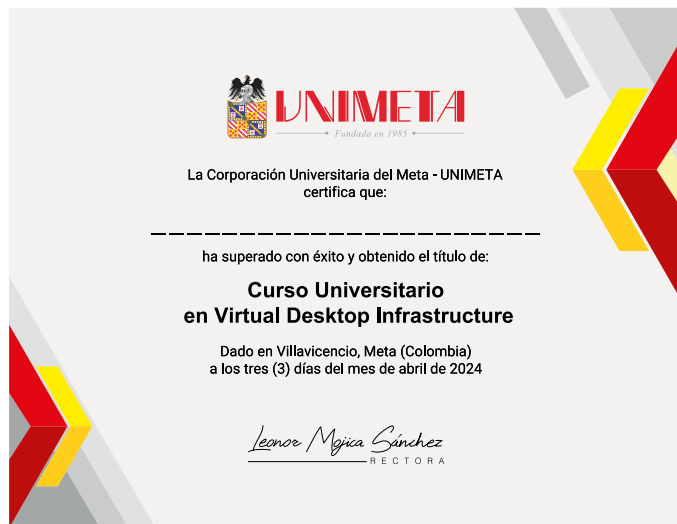 UNIMETA
Fundada en 1985
La Corporación Universitaria del Meta - UNIMETA
certifica que:
ha superado con éxito y obtenido el título de:
Curso Universitario
en Virtual Desktop Infrastructure
Dado en Villavicencio, Meta (Colombia)
a los tres (3) días del mes de abril de 2024
Leonor Mojica Sánchez
RECTORA